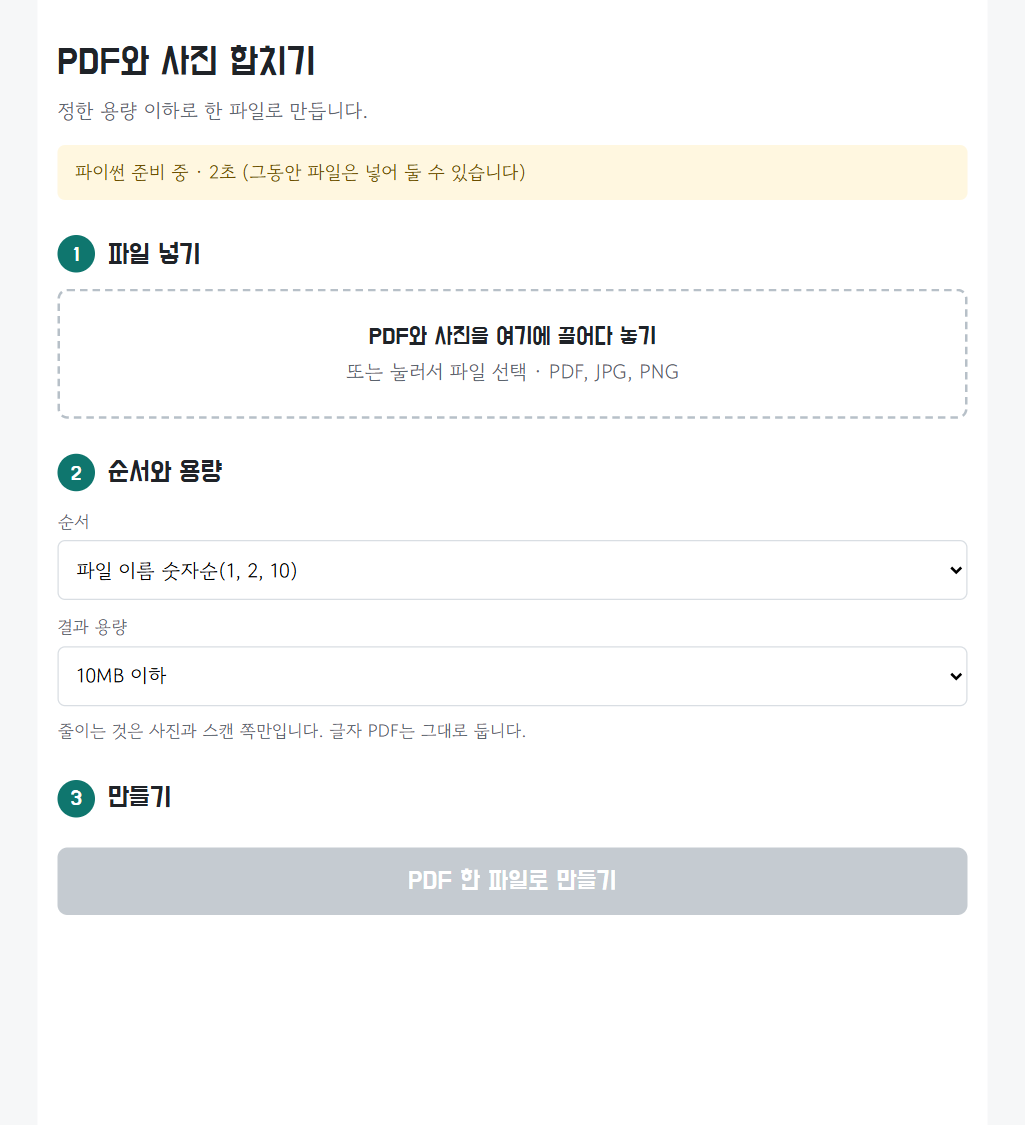 PDF와 사진 합치기
정한 용량 이하로 한 파일로 만듭니다.
파이썬 준비 중 · 2초 (그동안 파일은 넣어 둘 수 있습니다)
1 파일 넣기
PDF와 사진을 여기에 끌어다 놓기
또는 눌러서 파일 선택 · PDF, JPG, PNG
2 순서와 용량
순서
파일 이름 숫자순(1, 2, 10)
결과 용량
10MB 이하
줄이는 것은 사진과 스캔 쪽만입니다. 글자 PDF는 그대로 둡니다.
3 만들기
PDF 한 파일로 만들기